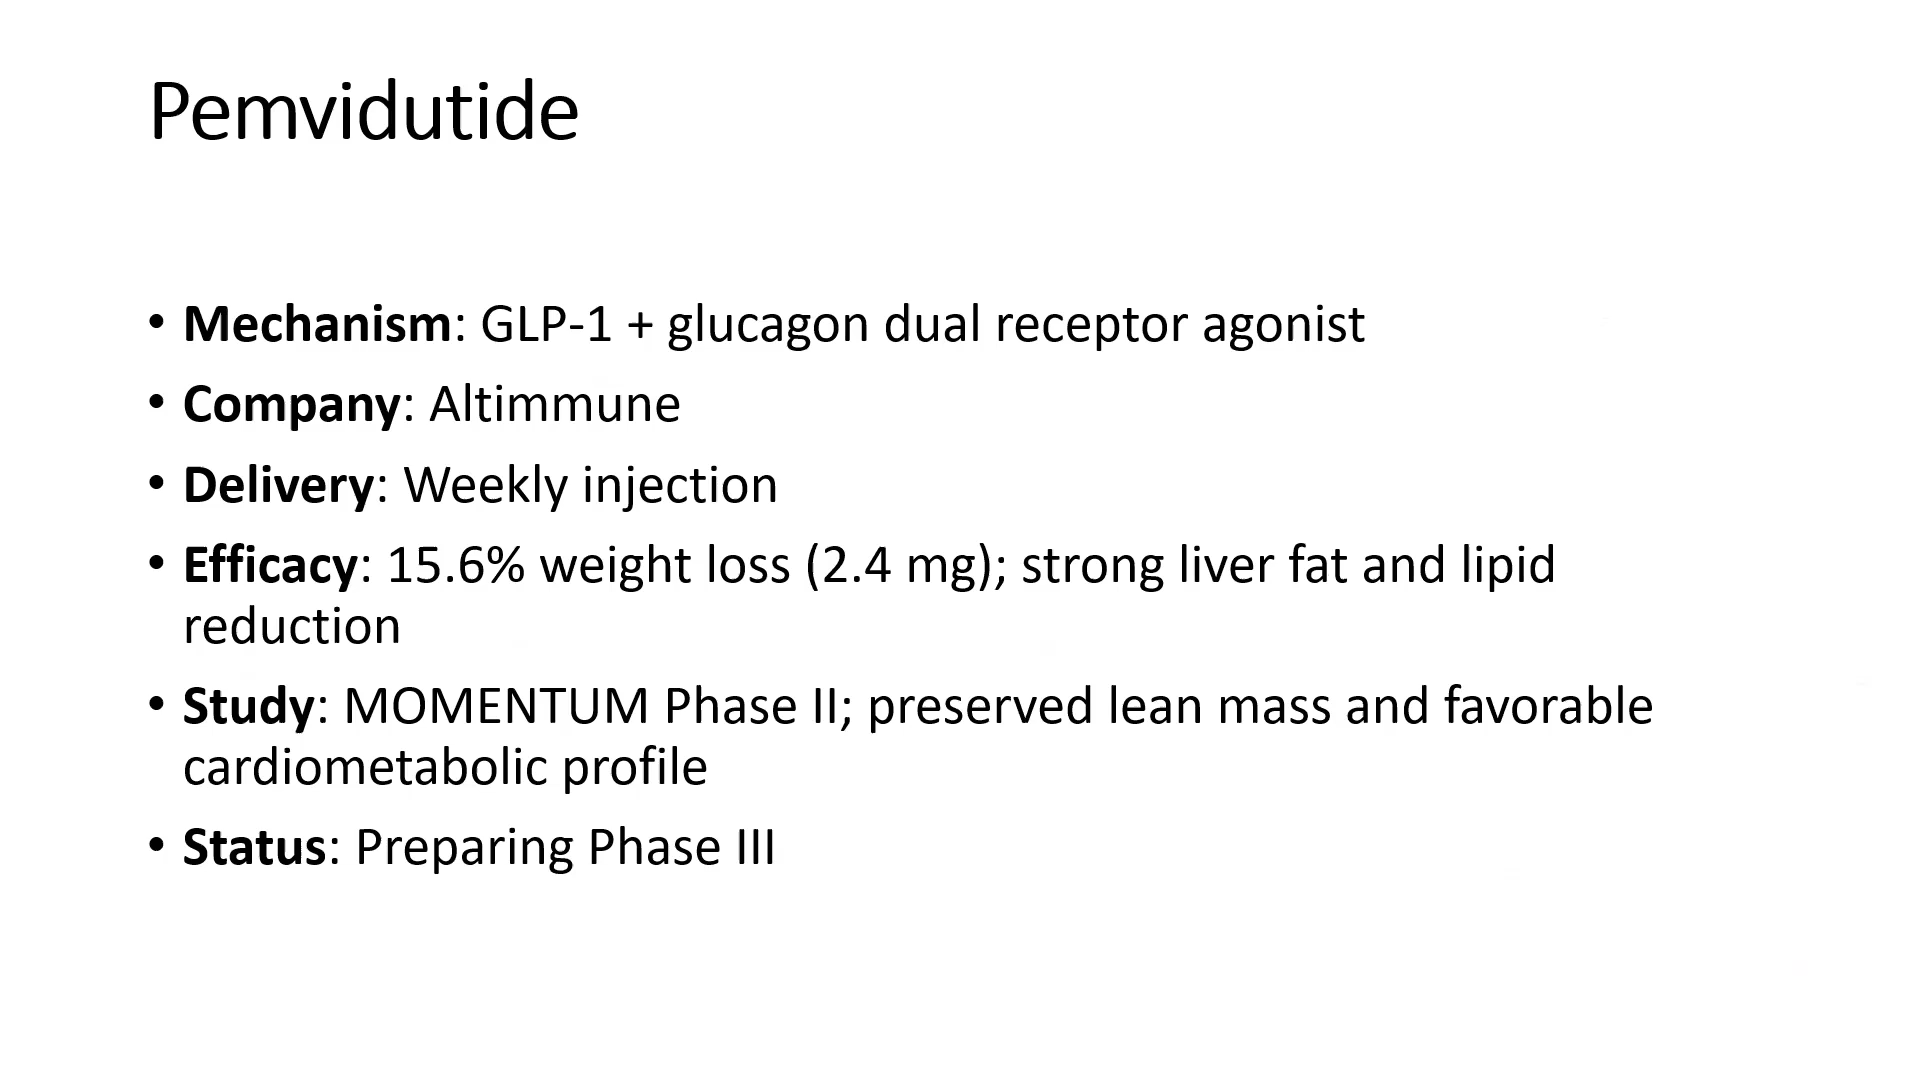 Pemvidutide
• Mechanism: GLP-1 + glucagon dual receptor agonist
• Company: Altimmune
• Delivery: Weekly injection
• Efficacy: 15.6% weight loss (2.4 mg); strong liver fat and lipid
reduction
• Study: MOMENTUM Phase II; preserved lean mass and favorable
cardiometabolic profile
• Status: Preparing Phase III